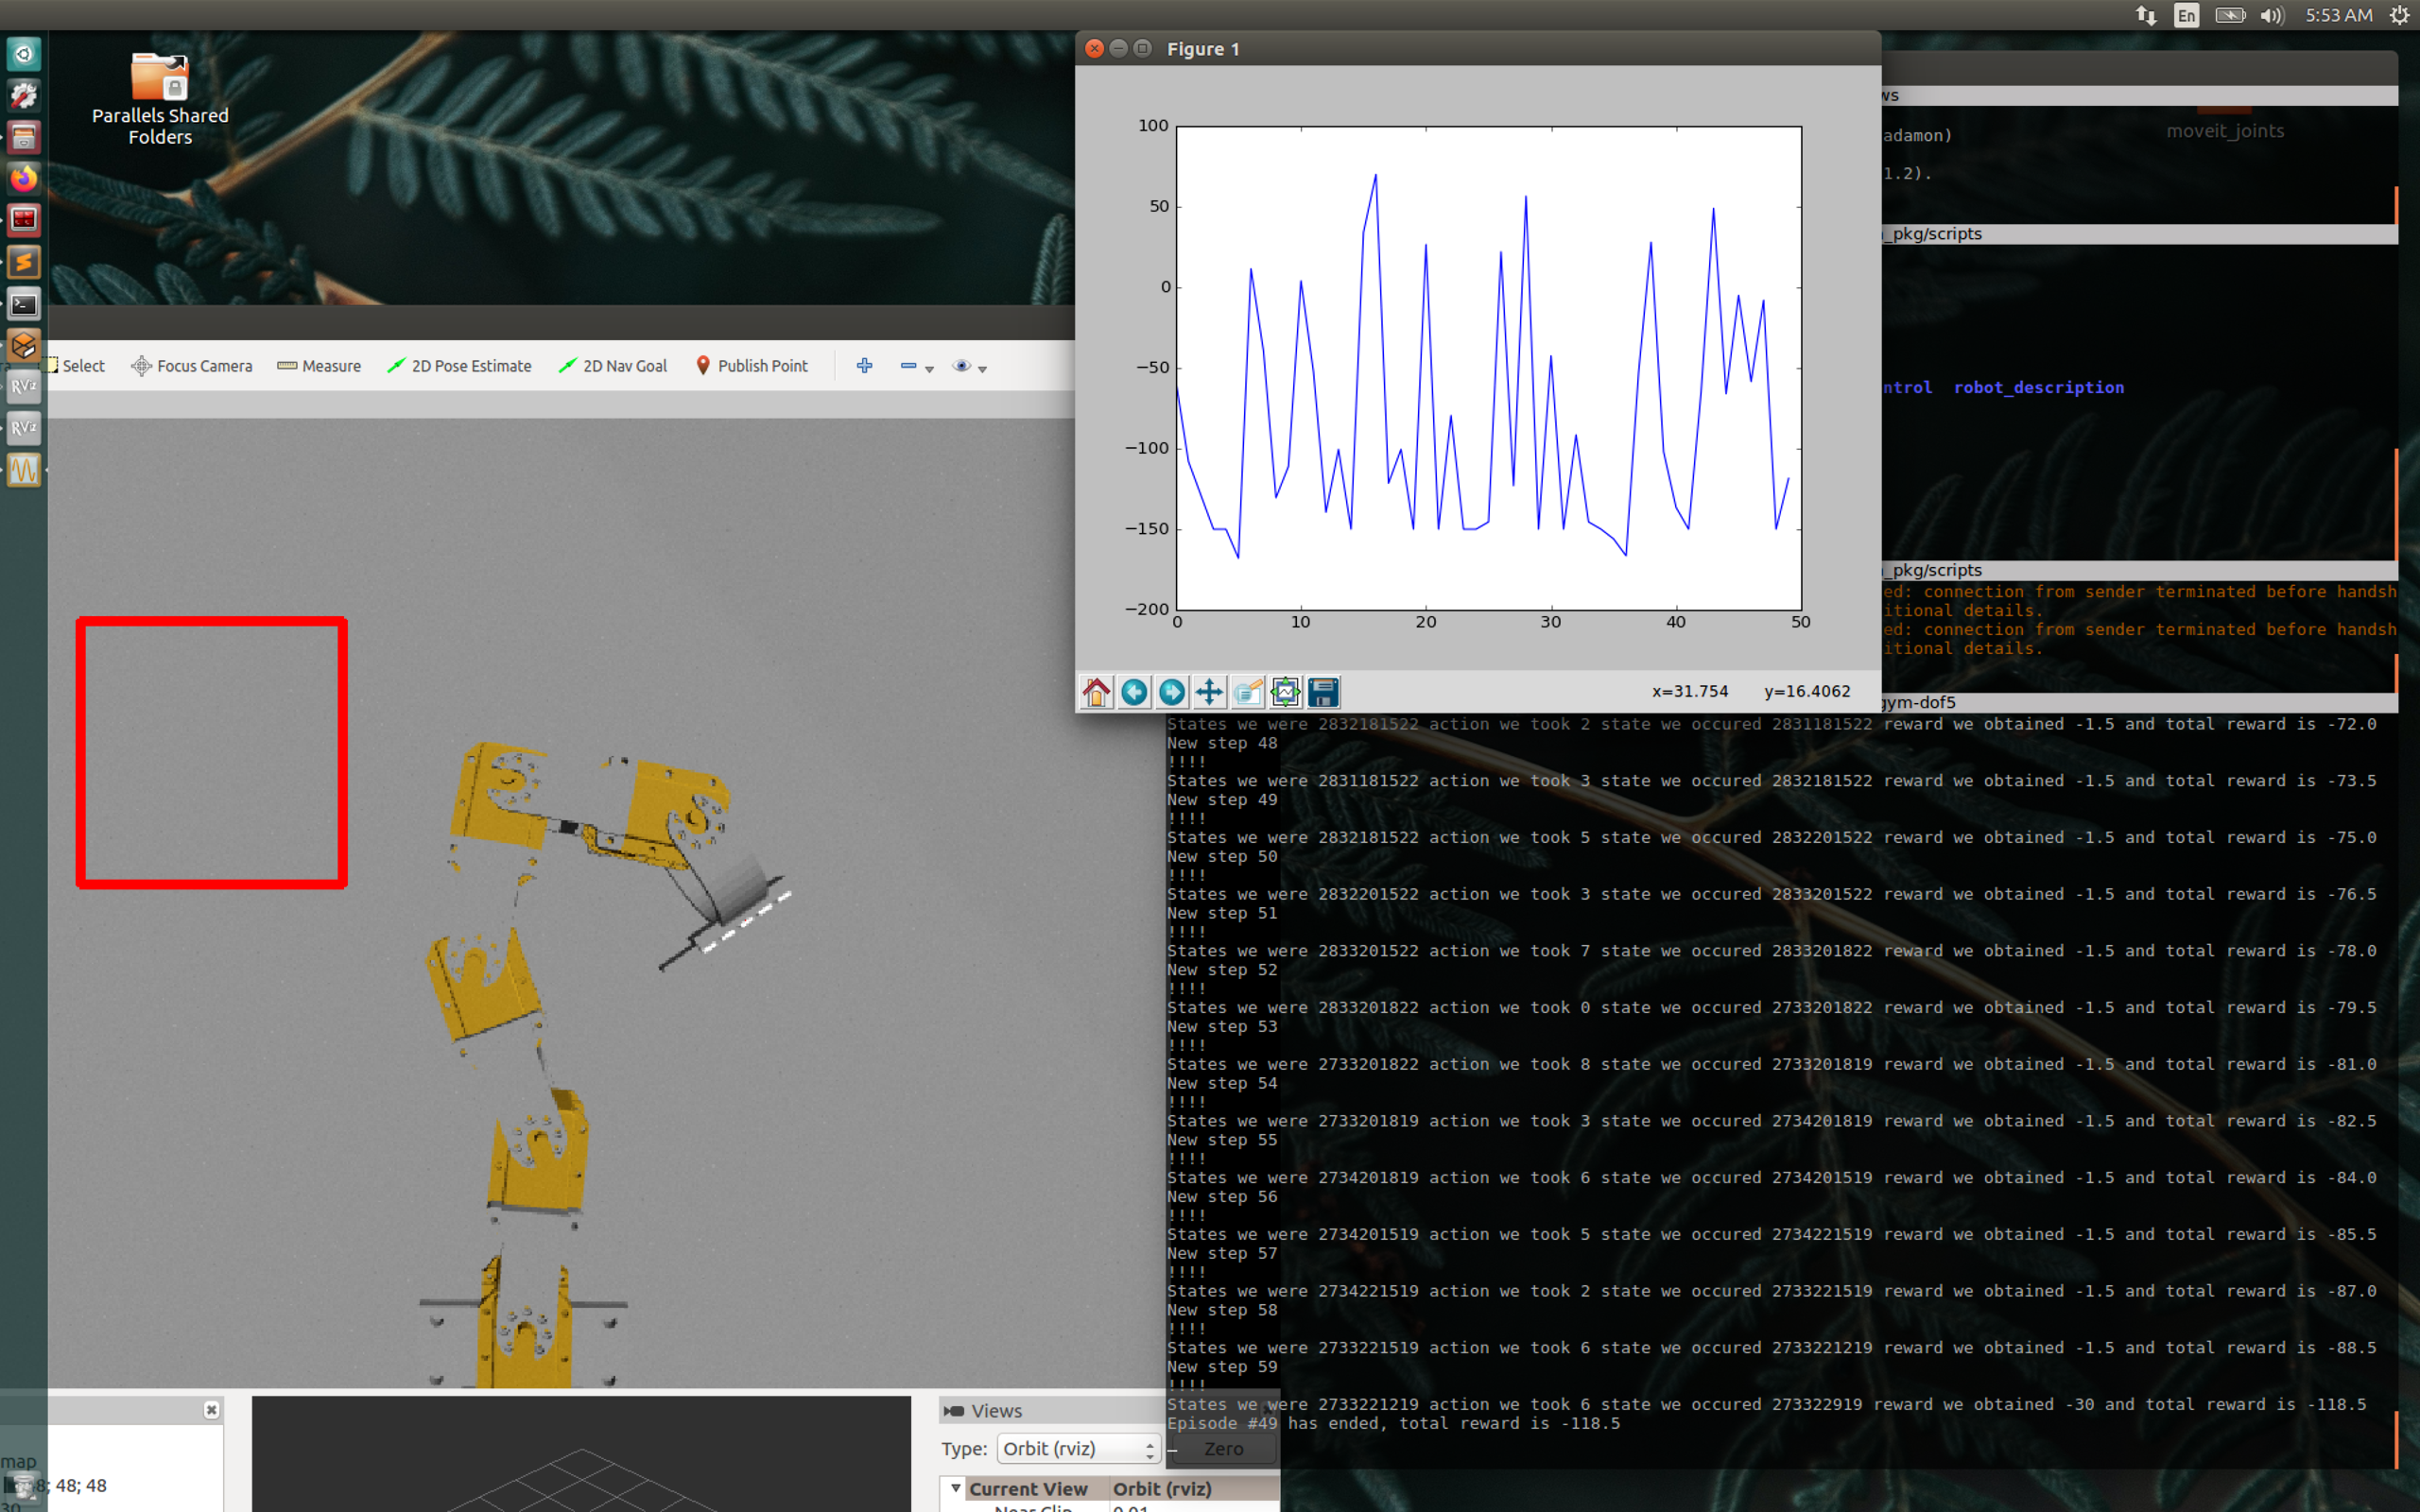 En
5:53 AM
Parallels Shared
Folders
Figure 1
100
50
0
−50
−100
−150
−200
0
10
20
30
40
50
x=31.754 y=16.4062
ws
moveit_joints
adamon)
1.2).
_pkg/scripts
ntrol robot_description
_pkg/scripts
ed: connection from sender terminated before handsh
itional details.
ed: connection from sender terminated before handsh
itional details.
gym-dof5
Select
Focus Camera
Measure
2D Pose Estimate
2D Nav Goal
Publish Point
RViz
RViz
States we were 2832181522 action we took 2 state we occured 2831181522 reward we obtained -1.5 and total reward is -72.0
New step 48
!!!!
States we were 2831181522 action we took 3 state we occured 2832181522 reward we obtained -1.5 and total reward is -73.5
New step 49
!!!!
States we were 2832181522 action we took 5 state we occured 2832201522 reward we obtained -1.5 and total reward is -75.0
New step 50
!!!!
States we were 2832201522 action we took 3 state we occured 2833201522 reward we obtained -1.5 and total reward is -76.5
New step 51
!!!!
States we were 2833201522 action we took 7 state we occured 2833201822 reward we obtained -1.5 and total reward is -78.0
New step 52
!!!!
States we were 2833201822 action we took 0 state we occured 2733201822 reward we obtained -1.5 and total reward is -79.5
New step 53
!!!!
States we were 2733201822 action we took 8 state we occured 2733201819 reward we obtained -1.5 and total reward is -81.0
New step 54
!!!!
States we were 2733201819 action we took 3 state we occured 2734201819 reward we obtained -1.5 and total reward is -82.5
New step 55
!!!!
States we were 2734201819 action we took 6 state we occured 2734201519 reward we obtained -1.5 and total reward is -84.0
New step 56
!!!!
States we were 2734201519 action we took 5 state we occured 2734221519 reward we obtained -1.5 and total reward is -85.5
New step 57
!!!!
States we were 2734221519 action we took 2 state we occured 2733221519 reward we obtained -1.5 and total reward is -87.0
New step 58
!!!!
States we were 2733221519 action we took 6 state we occured 2733221219 reward we obtained -1.5 and total reward is -88.5
New step 59
!!!!
States we were 2733221219 action we took 6 state we occured 273322919 reward we obtained -30 and total reward is -118.5
Episode #49 has ended, total reward is -118.5
Views
Type: Orbit (rviz) Zero
Current View Orbit (rviz)
map
8; 48; 48